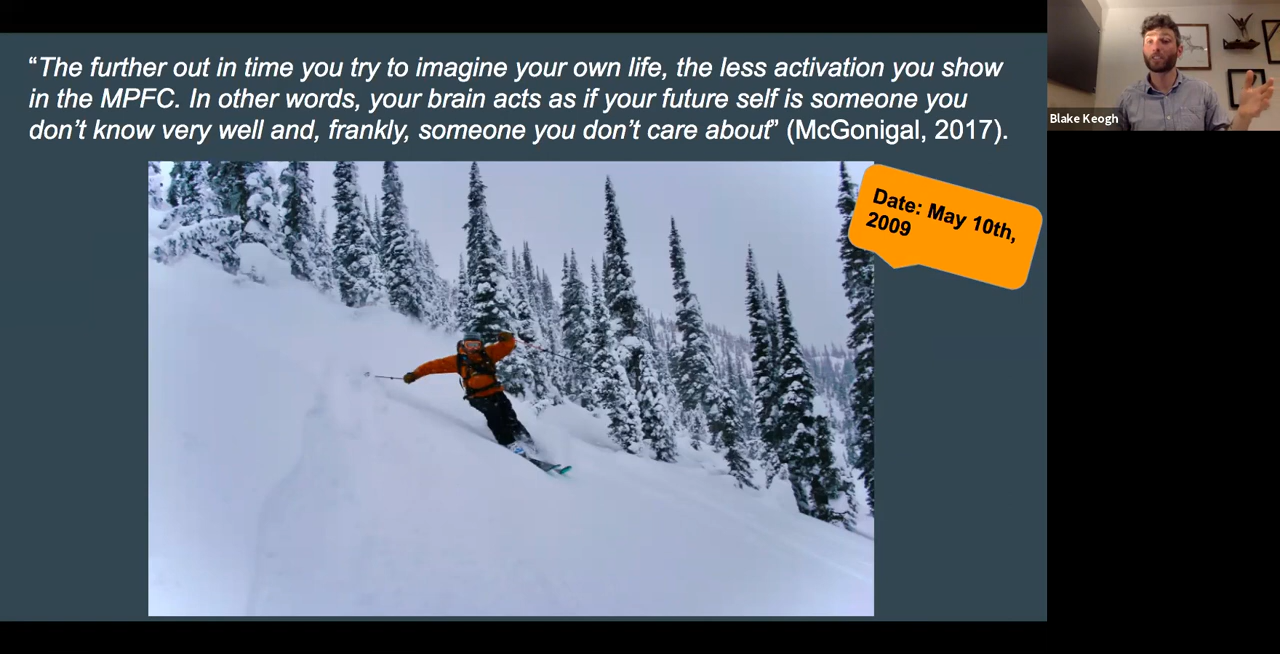 “The further out in time you try to imagine your own life, the less activation you show
in the MPFC. In other words, your brain acts as if your future self is someone you
don’t know very well and, frankly, someone you don’t care about” (McGonigal, 2017).
Date: May 10th,
2009
Blake Keogh